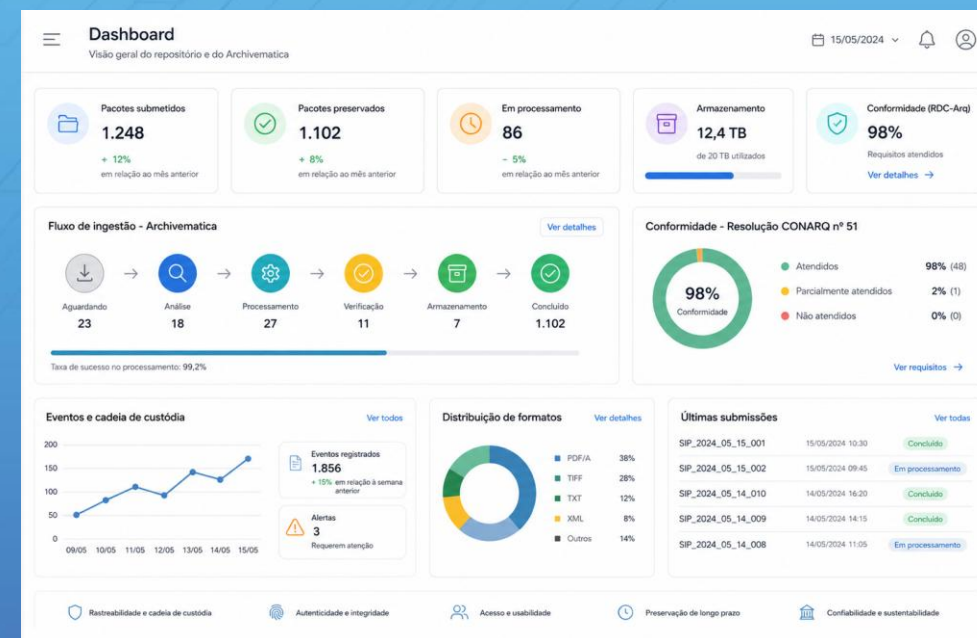 Dashboard
Visão geral do repositório e do Archivematica
15/05/2024
Pacotes submetidos
1.248
+ 12%
em relação ao mês anterior
Pacotes preservados
1.102
+ 8%
em relação ao mês anterior
Em processamento
86
- 5%
em relação ao mês anterior
Armazenamento
12,4 TB
de 20 TB utilizados
Conformidade (RDC-Arq)
98%
Requisitos atendidos
Ver detalhes →
Fluxo de ingestão - Archivematica
Ver detalhes
Aguardando
23
Análise
18
Processamento
27
Verificação
11
Armazenamento
7
Concluído
1.102
Taxa de sucesso no processamento: 99,2%
Conformidade - Resolução CONARQ nº 51
98%
Conformidade
Atendidos 98% (48)
Parcialmente atendidos 2% (1)
Não atendidos 0% (0)
Ver requisitos →
Eventos e cadeia de custódia
Ver todos
200
150
100
50
0
09/05 10/05 11/05 12/05 13/05 14/05 15/05
Eventos registrados
1.856
+ 15% em relação à semana
anterior
Alertas
3
Requerem atenção
Distribuição de formatos
Ver detalhes
PDF/A 38%
TIFF 28%
TXT 12%
XML 8%
Outros 14%
Últimas submissões
Ver todas
SIP_2024_05_15_001 15/05/2024 10:30 Concluído
SIP_2024_05_15_002 15/05/2024 09:45 Em processamento
SIP_2024_05_14_010 14/05/2024 16:20 Concluído
SIP_2024_05_14_009 14/05/2024 14:15 Concluído
SIP_2024_05_14_008 14/05/2024 11:05 Em processamento
Rastreabilidade e cadeia de custódia
Autenticidade e integridade
Acesso e usabilidade
Preservação de longo prazo
Confiabilidade e sustentabilidade